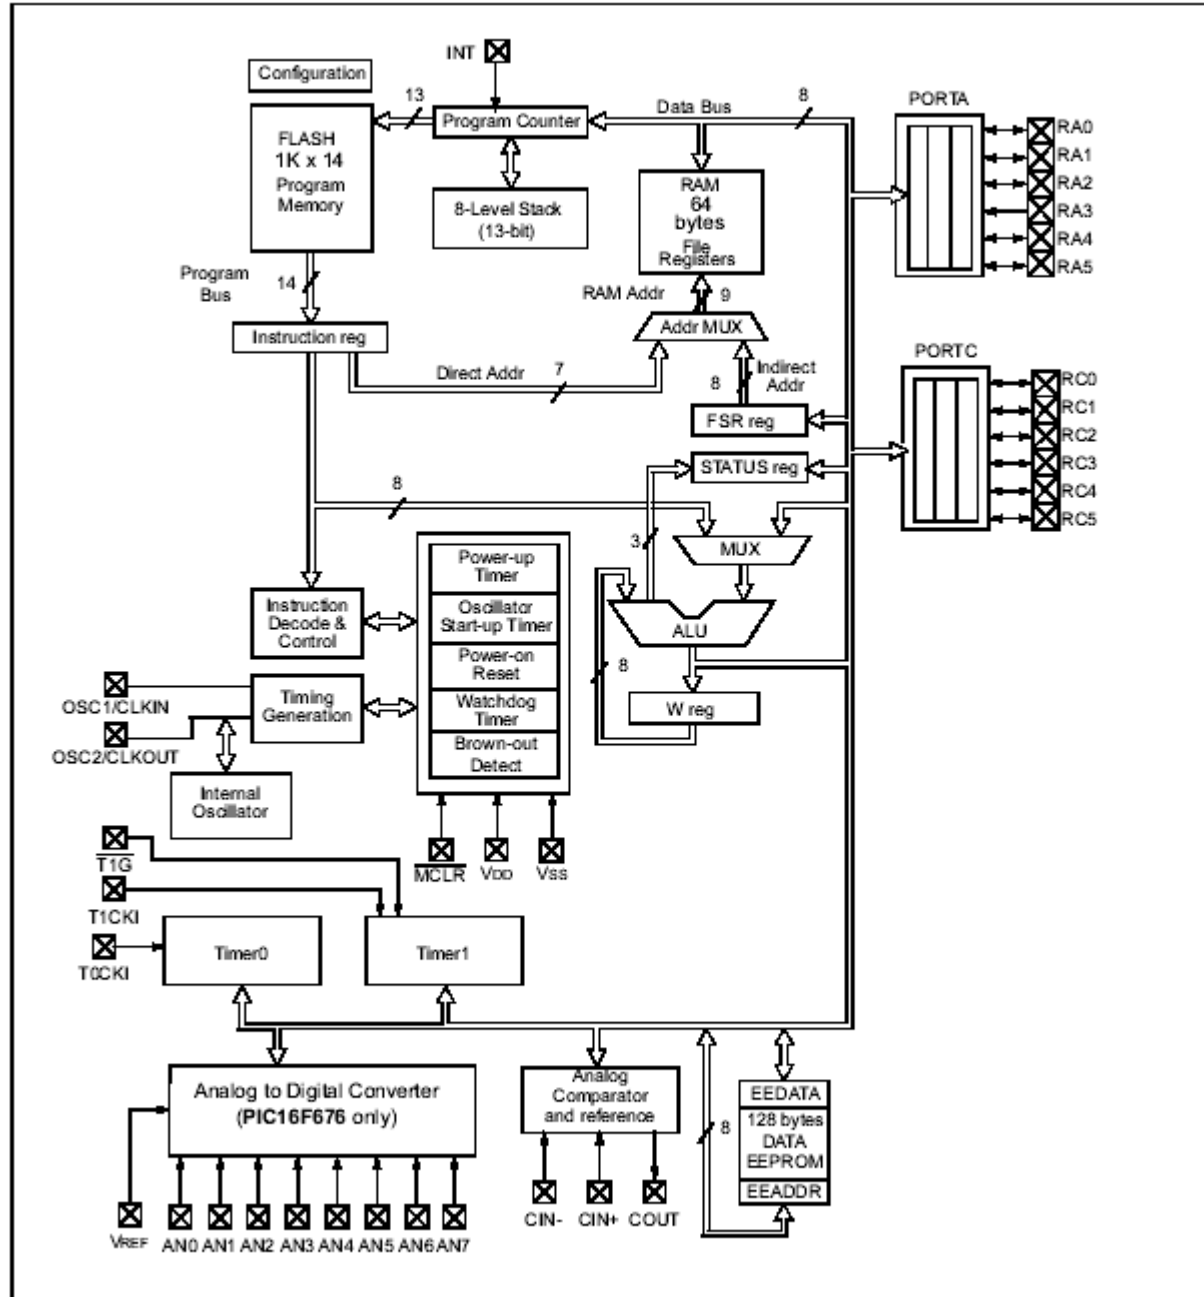 INT
Configuration
13
Data Bus
8
PORTA
FLASH
1K x 14
Program
Memory
Program Counter
8-Level Stack
(13-bit)
RAM
64
bytes
File
Registers
RA0
RA1
RA2
RA3
RA4
RA5
Program
Bus
14
RAM Addr
9
Instruction reg
Addr MUX
PORTC
Direct Addr
7
8
Indirect
Addr
FSR reg
STATUS reg
RC0
RC1
RC2
RC3
RC4
RC5
8
3
MUX
Power-up
Timer
Oscillator
Start-up Timer
Power-on
Reset
Watchdog
Timer
Brown-out
Detect
Instruction
Decode &
Control
ALU
8
W reg
OSC1/CLKIN
Timing
Generation
OSC2/CLKOUT
Internal
Oscillator
T1G
MCLR
VDD
VSS
T1CKI
T0CKI
Timer0
Timer1
Analog to Digital Converter
(PIC16F676 only)
Analog
Comparator
and reference
EEDATA
128 bytes
DATA
EEPROM
EEADDR
8
VREF
AN0 AN1 AN2 AN3 AN4 AN5 AN6 AN7
CIN- CIN+ COUT